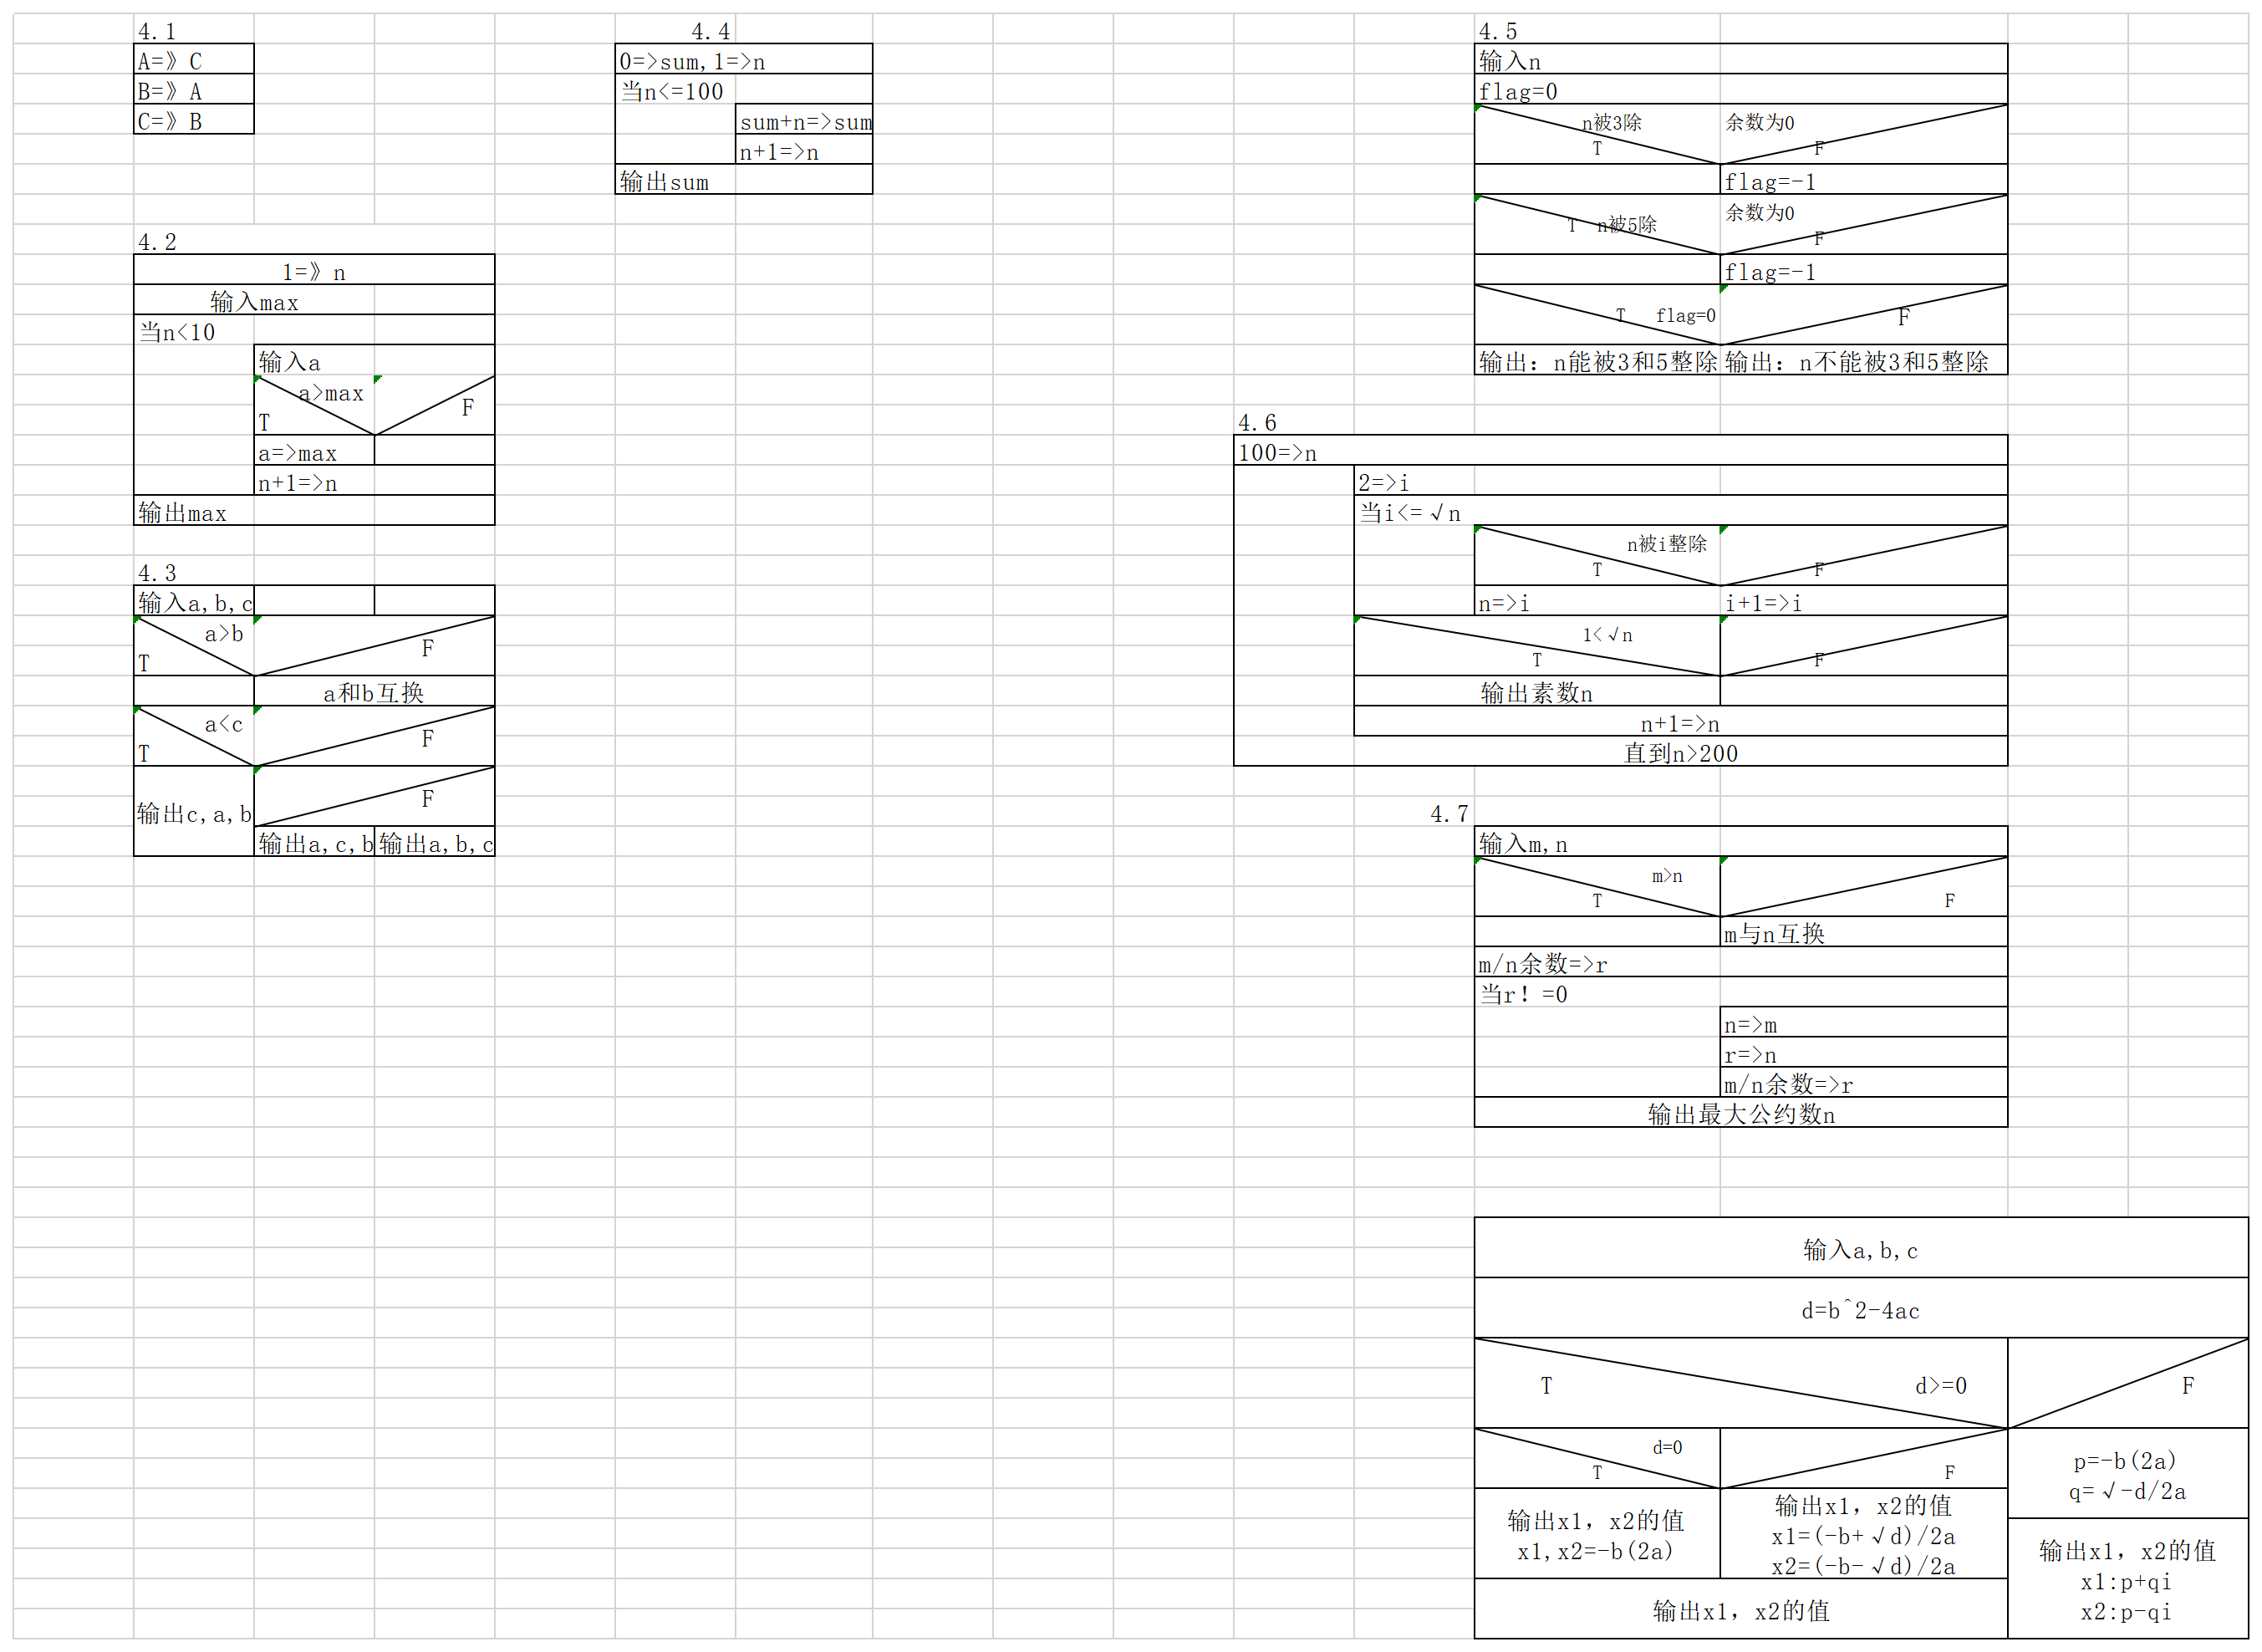 4.1
A=》C
B=》A
C=》B
4.2
1=》n
输入max
当n<10
输入a
a>max
T
F
a=>max
n+1=>n
输出max
4.3
输入a,b,c
a>b
T
F
a和b互换
a<c
T
F
输出c,a,b
F
输出a,c,b
输出a,b,c
4.4
0=>sum,1=>n
当n<=100
sum+n=>sum
n+1=>n
输出sum
4.5
输入n
flag=0
n被3除
余数为0
T
F
flag=-1
余数为0
T n被5除
F
flag=-1
T flag=0
F
输出：n能被3和5整除
输出：n不能被3和5整除
4.6
100=>n
2=>i
当i<=√n
n被i整除
T
F
n=>i
i+1=>i
1<√n
T
F
输出素数n
n+1=>n
直到n>200
4.7
输入m,n
m>n
T
F
m与n互换
m/n余数=>r
当r！=0
n=>m
r=>n
m/n余数=>r
输出最大公约数n
输入a,b,c
d=b^2-4ac
T
d>=0
F
d=0
T
F
输出x1，x2的值
x1,x2=-b(2a)
输出x1，x2的值
x1=(-b+√d)/2a
x2=(-b-√d)/2a
输出x1，x2的值
p=-b(2a)
q=√-d/2a
输出x1，x2的值
x1:p+qi
x2:p-qi